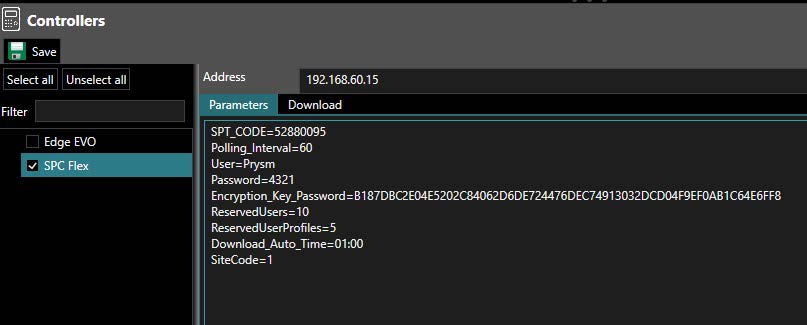 Controllers
Save
Select all Unselect all
Filter
Edge EVO
SPC Flex
Address 192.168.60.15
Parameters Download
SPT_CODE=52880095
Polling_Interval=60
User=Prysm
Password=4321
Encryption_Key_Password=B187DBC2E04E5202C84062D6DE724476DEC74913032DCD04F9EF0AB1C64E6FF8
ReservedUsers=10
ReservedUserProfiles=5
Download_Auto_Time=01:00
SiteCode=1